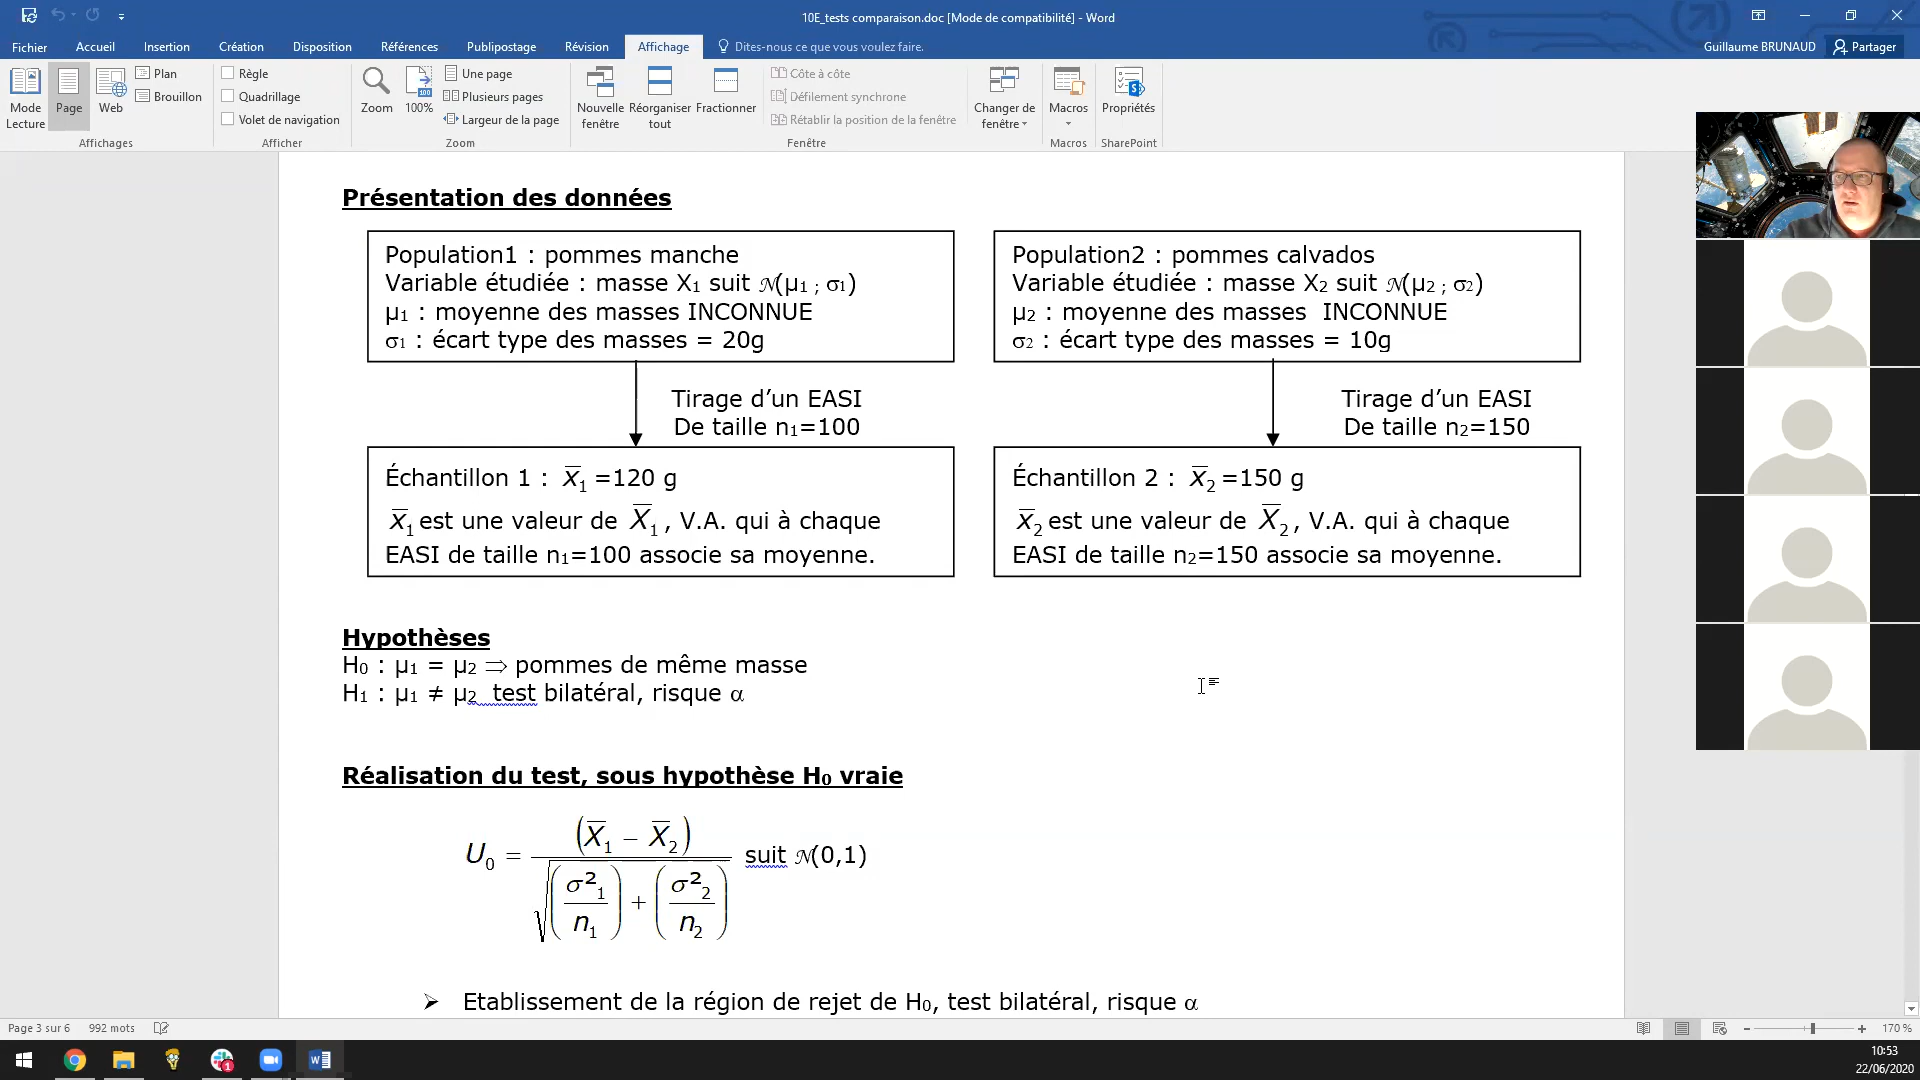 10E_tests comparaison.doc [Mode de compatibilité] - Word
Fichier Accueil Insertion Création Disposition Références Publipostage Révision Affichage Dites-nous ce que vous voulez faire. Guillaume BRUNAUD Partager
Mode Lecture
Page
Web
Plan
Brouillon
Affichages
Règle
Quadrillage
Volet de navigation
Afficher
Zoom
100%
Une page
Plusieurs pages
Largeur de la page
Zoom
Nouvelle fenêtre
Réorganiser tout
Fractionner
Côte à côte
Défilement synchrone
Rétablir la position de la fenêtre
Changer de fenêtre
Fenêtre
Macros
Macros
Propriétés
SharePoint
Présentation des données
Population1 : pommes manche
Variable étudiée : masse X1 suit N(μ1 ; σ1)
μ1 : moyenne des masses INCONNUE
σ1 : écart type des masses = 20g
Population2 : pommes calvados
Variable étudiée : masse X2 suit N(μ2 ; σ2)
μ2 : moyenne des masses INCONNUE
σ2 : écart type des masses = 10g
Tirage d’un EASI
De taille n1=100
Tirage d’un EASI
De taille n2=150
Échantillon 1 : x̅1 =120 g
x̅1 est une valeur de X̅1 , V.A. qui à chaque
EASI de taille n1=100 associe sa moyenne.
Échantillon 2 : x̅2 =150 g
x̅2 est une valeur de X̅2 , V.A. qui à chaque
EASI de taille n2=150 associe sa moyenne.
Hypothèses
H0 : μ1 = μ2 ⇒ pommes de même masse
H1 : μ1 ≠ μ2 test bilatéral, risque α
Réalisation du test, sous hypothèse H0 vraie
U0 = (X̅1 − X̅2) / √((σ²1/n1) + (σ²2/n2)) suit N(0,1)
➢ Etablissement de la région de rejet de H0, test bilatéral, risque α
Page 3 sur 6 992 mots 170 %
10:53
22/06/2020